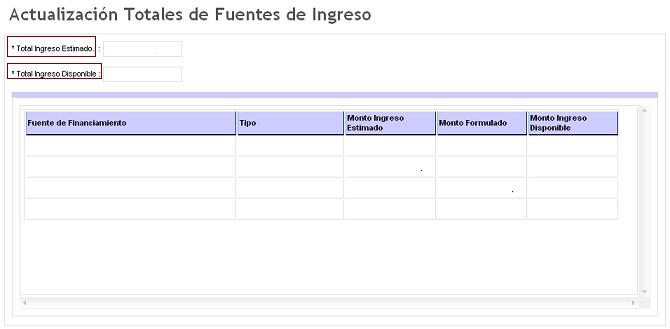 Actualización Totales de Fuentes de Ingreso
* Total Ingreso Estimado. :
* Total Ingreso Disponible :
Fuente de Financiamiento Tipo Monto Ingreso Estimado Monto Formulado Monto Ingreso Disponible